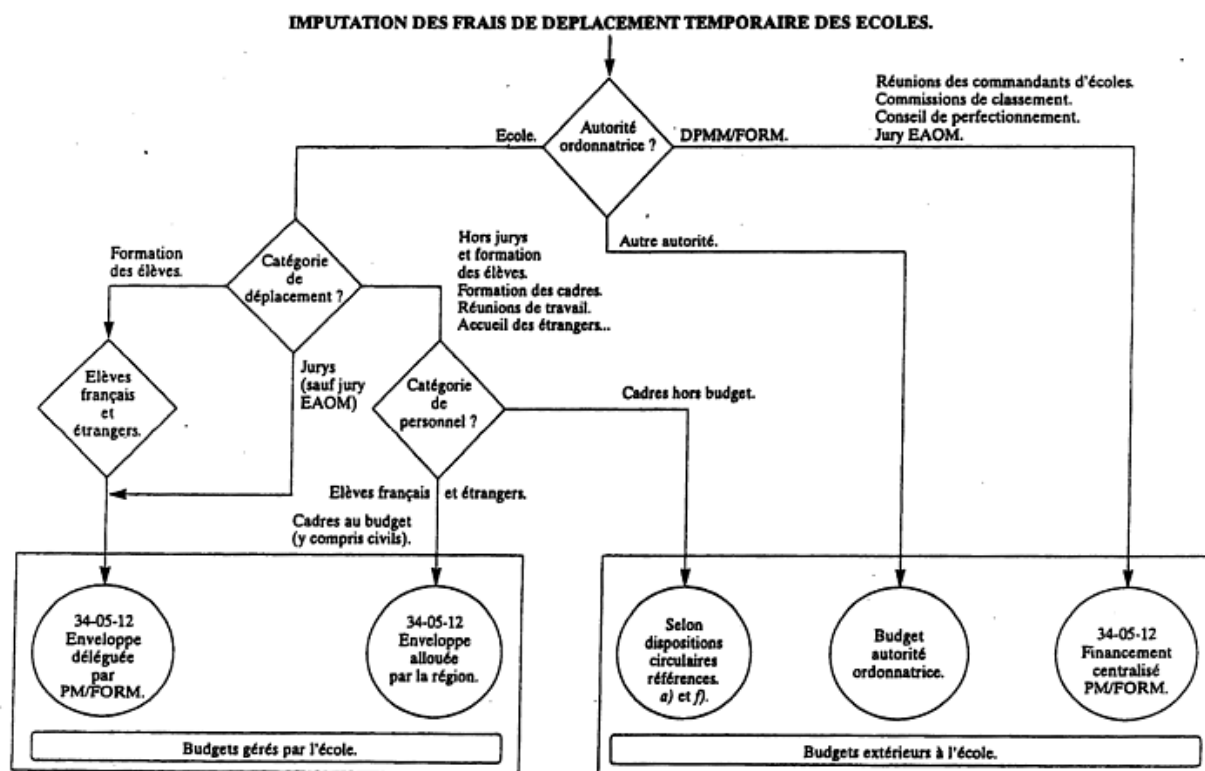 IMPUTATION DES FRAIS DE DEPLACEMENT TEMPORAIRE DES ECOLES.
Réunions des commandants d'écoles.
Commissions de classement.
Conseil de perfectionnement.
Jury EAOM.
Ecole.
Autorité
ordonnatrice ?
DPMM/FORM.
Autre autorité.
Formation
des élèves.
Catégorie
de
déplacement ?
Hors jurys
et formation
des élèves.
Formation des cadres.
Réunions de travail.
Accueil des étrangers...
Elèves
français
et
étrangers.
Jurys
(sauf jury
EAOM)
Catégorie
de
personnel ?
Cadres hors budget.
Elèves français et étrangers.
Cadres au budget
(y compris civils).
34-05-12
Enveloppe
déléguée
par
PM/FORM.
34-05-12
Enveloppe
allouée
par la région.
Selon
dispositions
circulaires
références.
a) et f).
Budget
autorité
ordonnatrice.
34-05-12
Financement
centralisé
PM/FORM.
Budgets gérés par l'école.
Budgets extérieurs à l'école.